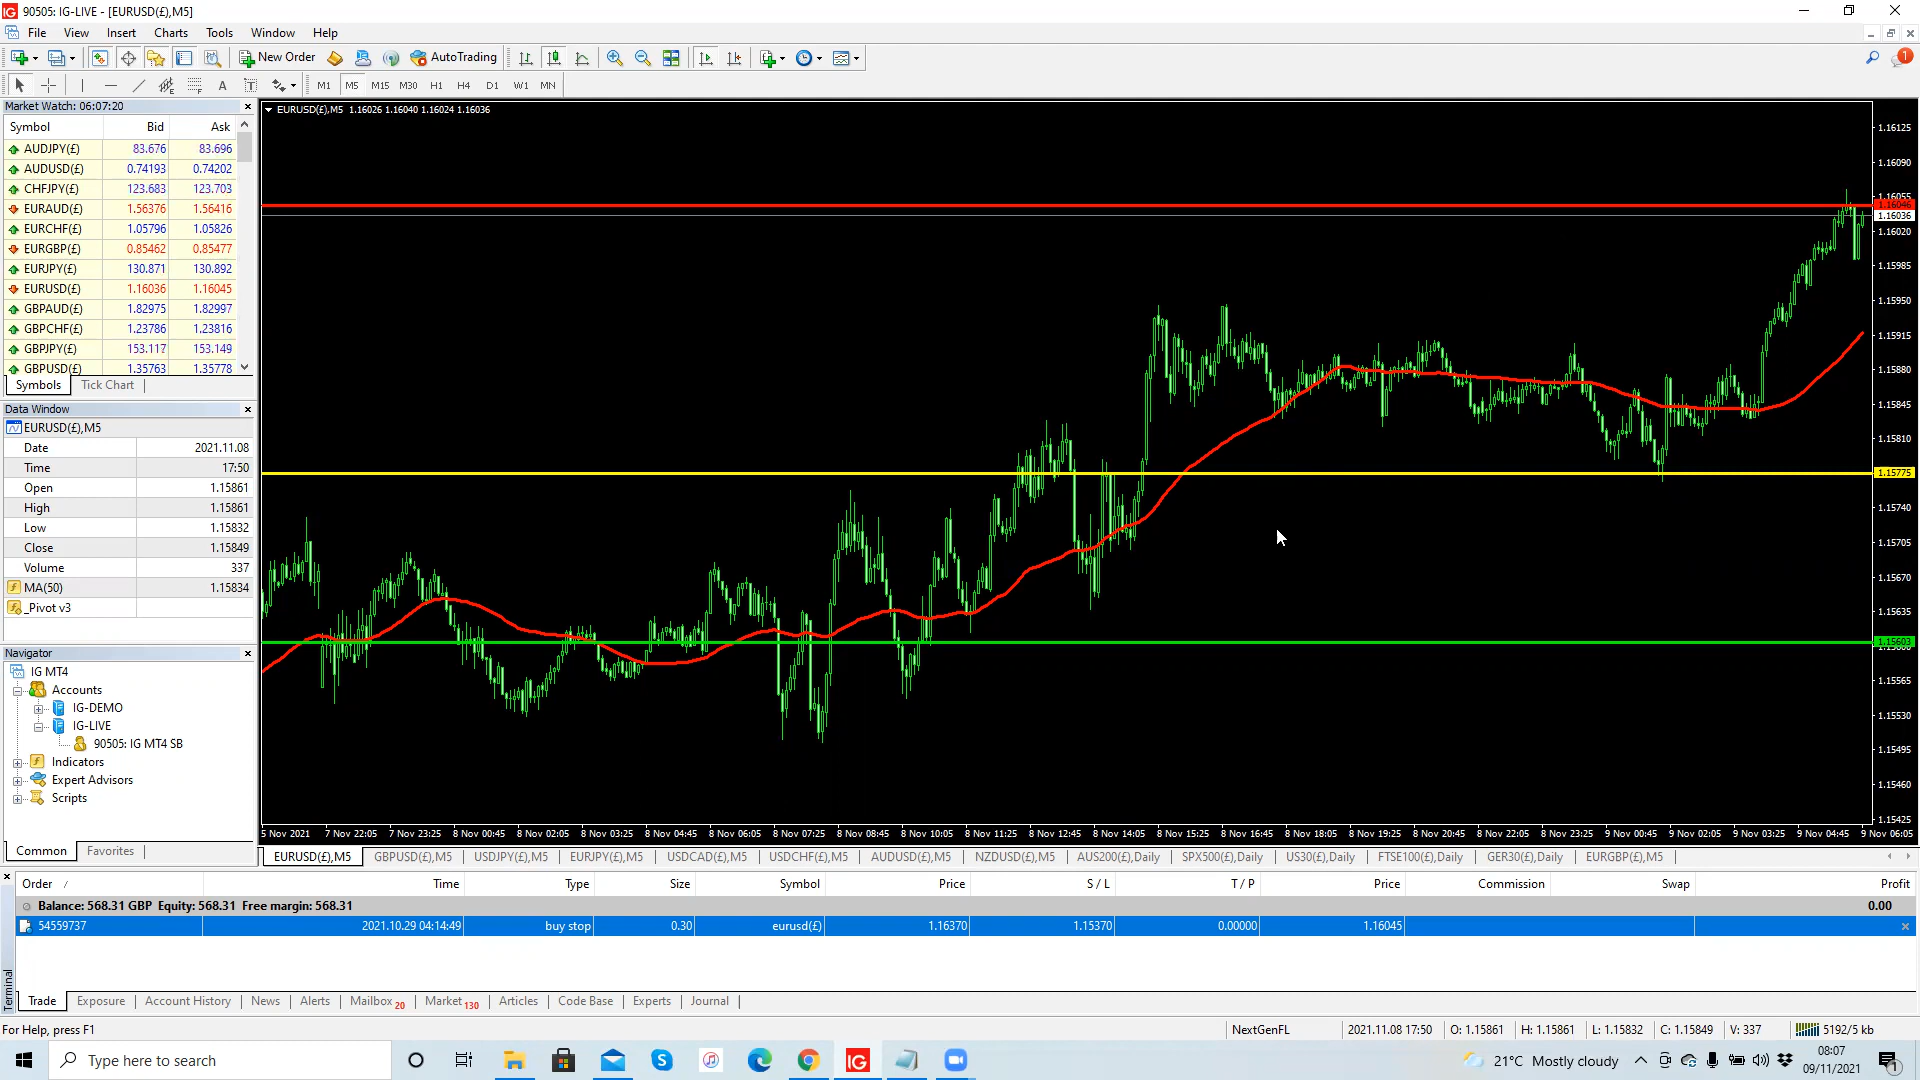 90505: IG-LIVE - [EURUSD(£),M5]
File View Insert Charts Tools Window Help
New Order AutoTrading 1
A T M1 M5 M15 M30 H1 H4 D1 W1 MN
Market Watch: 06:07:20
Symbol Bid Ask
AUDJPY(£) 83.676 83.696
AUDUSD(£) 0.74193 0.74202
CHFJPY(£) 123.683 123.703
EURAUD(£) 1.56376 1.56416
EURCHF(£) 1.05796 1.05826
EURGBP(£) 0.85462 0.85477
EURJPY(£) 130.871 130.892
EURUSD(£) 1.16036 1.16045
GBPAUD(£) 1.82975 1.82997
GBPCHF(£) 1.23786 1.23816
GBPJPY(£) 153.117 153.149
GBPUSD(£) 1.35763 1.35778
Symbols Tick Chart
Data Window
EURUSD(£),M5
Date 2021.11.08
Time 17:50
Open 1.15861
High 1.15861
Low 1.15832
Close 1.15849
Volume 337
MA(50) 1.15834
_Pivot v3
Navigator
IG MT4
Accounts
IG-DEMO
IG-LIVE
90505: IG MT4 SB
Indicators
Expert Advisors
Scripts
Common Favorites
EURUSD(£),M5 1.16026 1.16040 1.16024 1.16036
1.16125
1.16090
1.16055
1.16046
1.16036
1.16020
1.15985
1.15950
1.15915
1.15880
1.15845
1.15810
1.15775
1.15740
1.15705
1.15670
1.15635
1.15603
1.15565
1.15530
1.15495
1.15460
1.15425
5 Nov 2021 7 Nov 22:05 7 Nov 23:25 8 Nov 00:45 8 Nov 02:05 8 Nov 03:25 8 Nov 04:45 8 Nov 06:05 8 Nov 07:25 8 Nov 08:45 8 Nov 10:05 8 Nov 11:25 8 Nov 12:45 8 Nov 14:05 8 Nov 15:25 8 Nov 16:45 8 Nov 18:05 8 Nov 19:25 8 Nov 20:45 8 Nov 22:05 8 Nov 23:25 9 Nov 00:45 9 Nov 02:05 9 Nov 03:25 9 Nov 04:45 9 Nov 06:05
EURUSD(£),M5 GBPUSD(£),M5 USDJPY(£),M5 EURJPY(£),M5 USDCAD(£),M5 USDCHF(£),M5 AUDUSD(£),M5 NZDUSD(£),M5 AUS200(£),Daily SPX500(£),Daily US30(£),Daily FTSE100(£),Daily GER30(£),Daily EURGBP(£),M5
Order / Time Type Size Symbol Price S / L T / P Price Commission Swap Profit
Balance: 568.31 GBP Equity: 568.31 Free margin: 568.31 0.00
54559737 2021.10.29 04:14:49 buy stop 0.30 eurusd(£) 1.16370 1.15370 0.00000 1.16045
Terminal
Trade Exposure Account History News Alerts Mailbox 20 Market 130 Articles Code Base Experts Journal
For Help, press F1 NextGenFL 2021.11.08 17:50 O: 1.15861 H: 1.15861 L: 1.15832 C: 1.15849 V: 337 5192/5 kb
Type here to search IG 21°C Mostly cloudy 08:07
09/11/2021 1